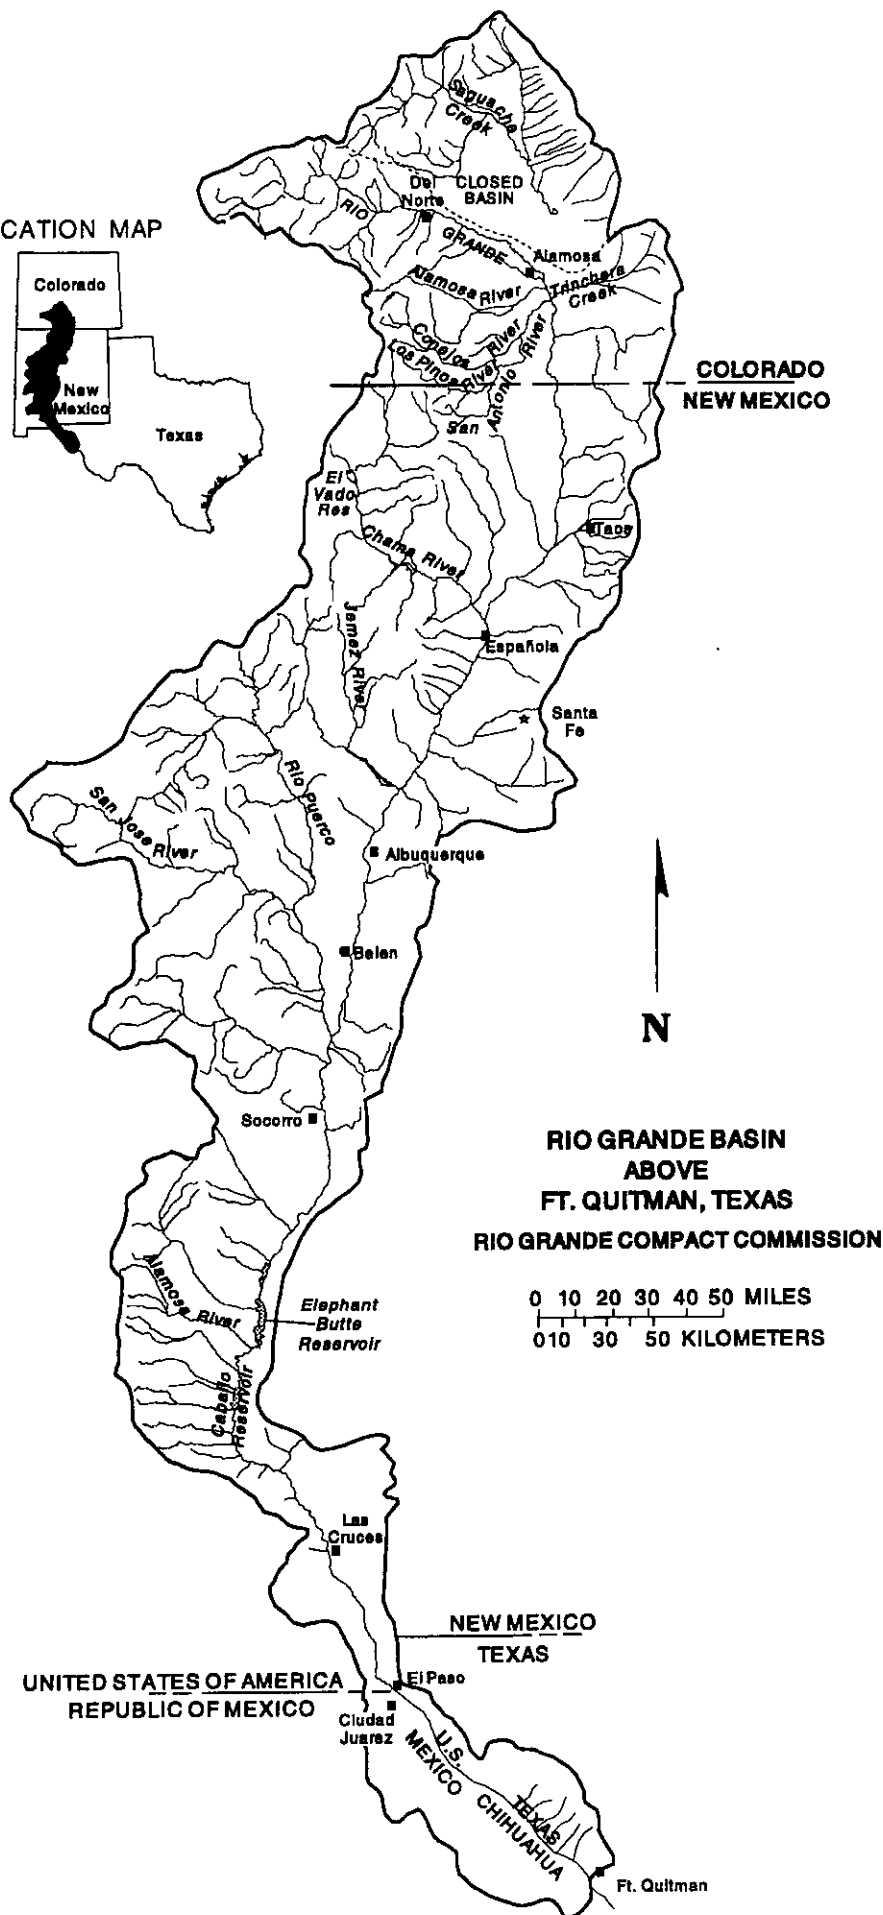 Saguache
Creek
CLOSED
BASIN
Del
Norte
RIO
GRANDE
Alamosa
Alamosa River
Trinchera
Creek
Conejos River
Los Pinos River
San Antonio River
COLORADO
NEW MEXICO
CATION MAP
Colorado
New
Mexico
Texas
El
Vado
Res
Taos
Chama River
Jemez River
Española
Santa
Fe
Rio Puerco
San Jose River
Albuquerque
Belen
N
Socorro
RIO GRANDE BASIN
ABOVE
FT. QUITMAN, TEXAS
RIO GRANDE COMPACT COMMISSION
0 10 20 30 40 50 MILES
0 10 30 50 KILOMETERS
Alamosa River
Elephant
Butte
Reservoir
Caballo
Reservoir
Las
Cruces
NEW MEXICO
TEXAS
UNITED STATES OF AMERICA
REPUBLIC OF MEXICO
El Paso
Ciudad
Juarez
U.S.
MEXICO
TEXAS
CHIHUAHUA
Ft. Quitman